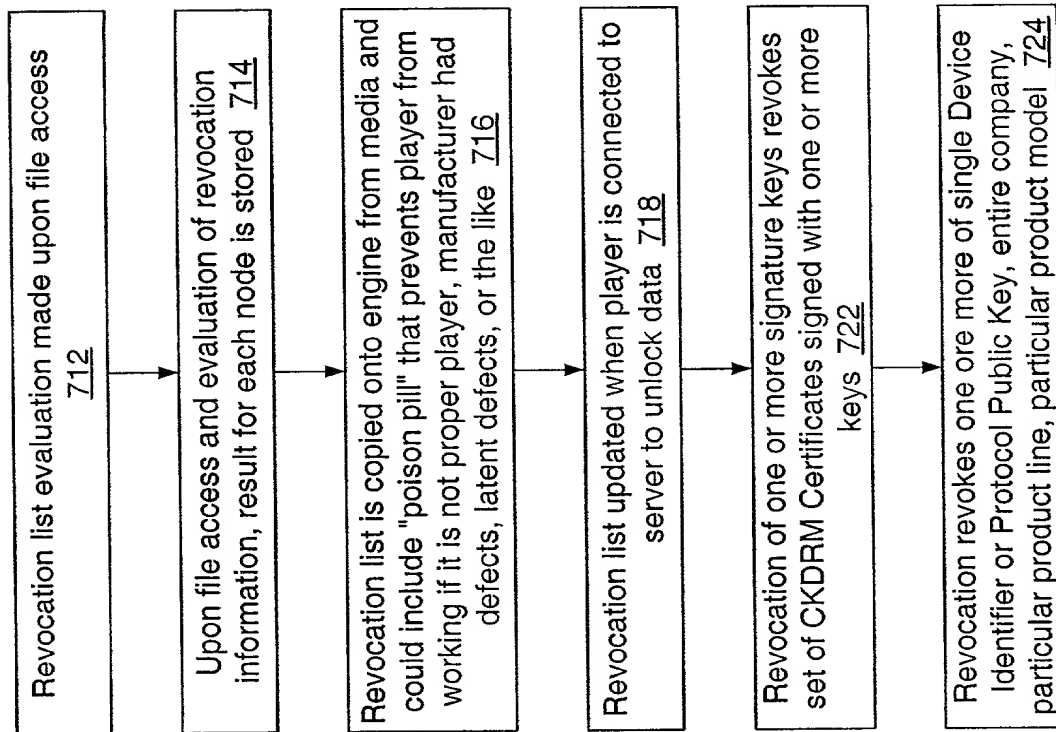 Revocation list evaluation made upon file access
712
Upon file access and evaluation of revocation
information, result for each node is stored 714
Revocation list is copied onto engine from media and
could include "poison pill" that prevents player from
working if it is not proper player, manufacturer had
defects, latent defects, or the like 716
Revocation list updated when player is connected to
server to unlock data 718
Revocation of one or more signature keys revokes
set of CKDRM Certificates signed with one or more
keys 722
Revocation revokes one ore more of single Device
Identifier or Protocol Public Key, entire company,
particular product line, particular product model 724